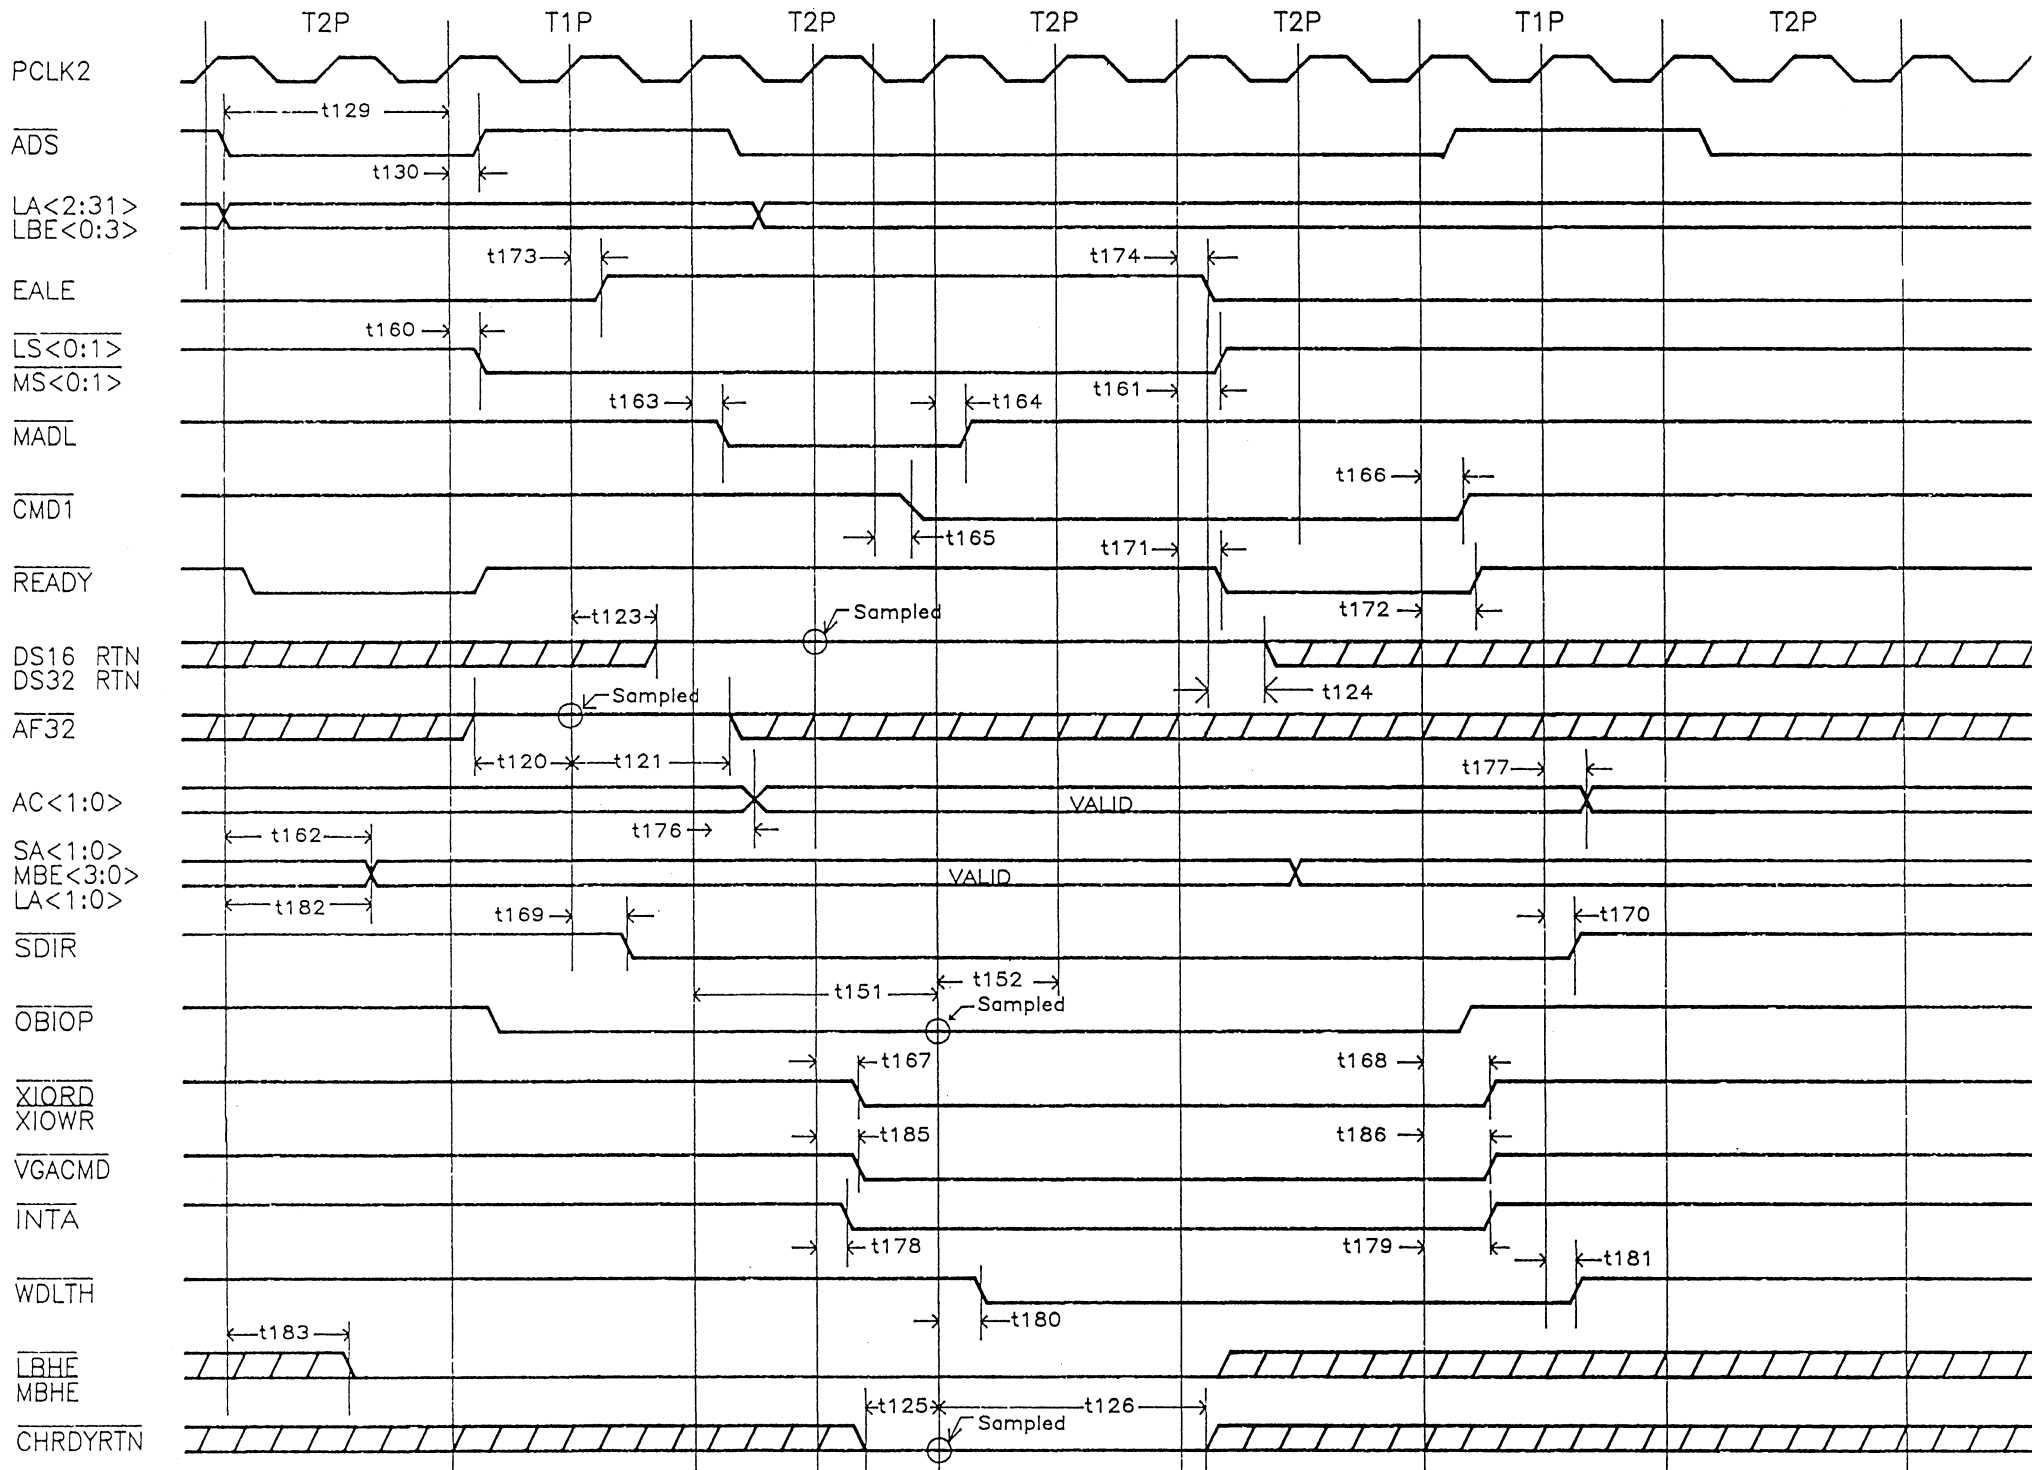 T2P T1P T2P T2P T2P T1P T2P
PCLK2
t129
ADS
t130
LA<2:31>
LBE<0:3>
t173 t174
EALE
t160
LS<0:1>
MS<0:1>
t161
t163 t164
MADL
t166
CMD1
t165
t171
READY
t123 Sampled t172
DS16 RTN
DS32 RTN
t124
Sampled
AF32
t120 t121
t177
AC<1:0> VALID
t162 t176
SA<1:0>
MBE<3:0> VALID
LA<1:0>
t182 t169 t170
SDIR
t152
t151
Sampled
OBIOP
t167 t168
XIORD
XIOWR
t185 t186
VGACMD
INTA
t178 t179
t181
WDLTH
t180
t183
LBHE
MBHE
t125 t126
Sampled
CHRDYRTN